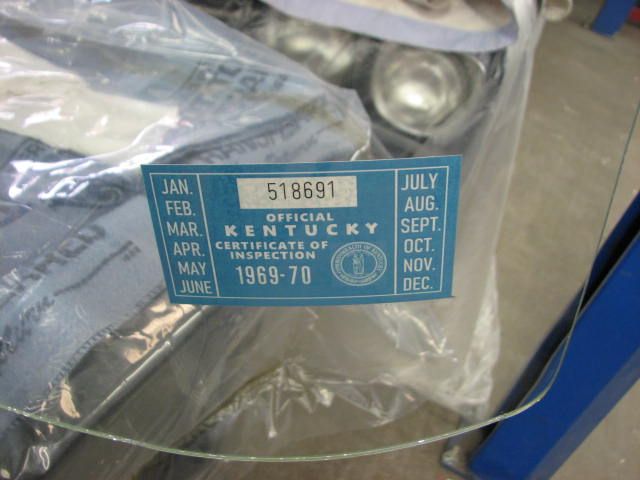 JAN.
FEB.
MAR.
APR.
MAY
JUNE
518691
OFFICIAL
KENTUCKY
CERTIFICATE OF
INSPECTION
1969-70
JULY
AUG.
SEPT.
OCT.
NOV.
DEC.